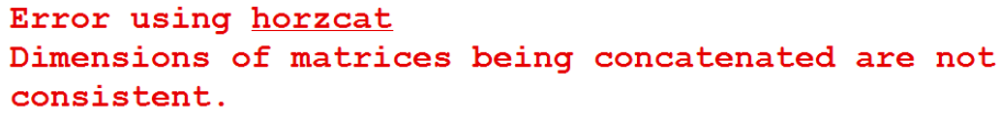 Error using horzcat
Dimensions of matrices being concatenated are not
consistent.